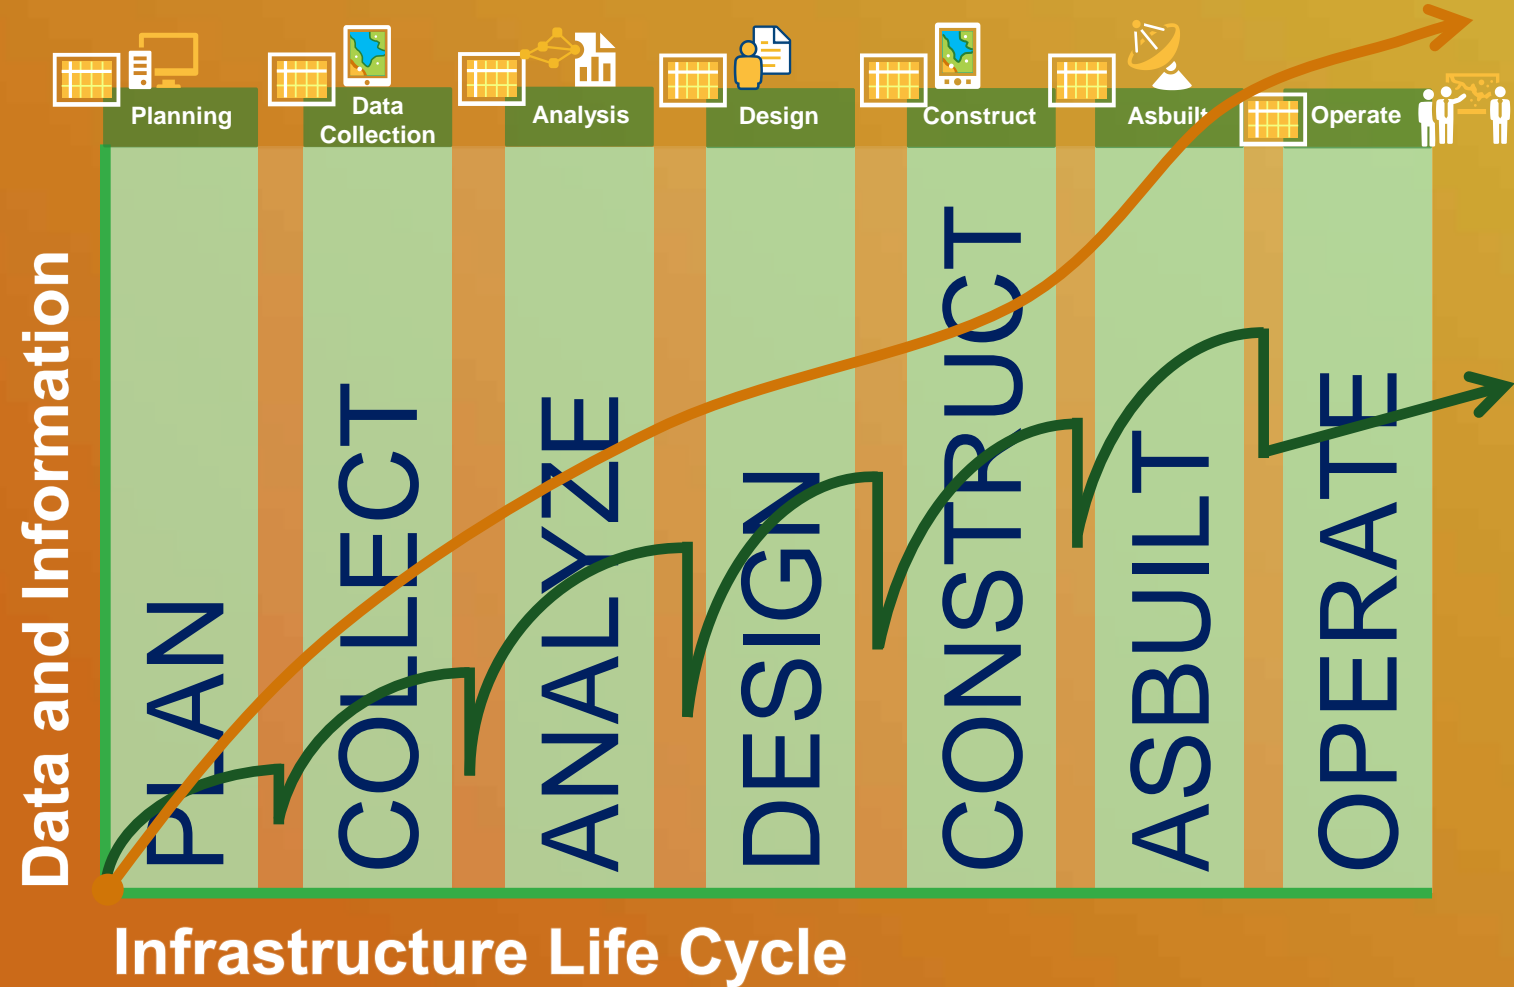 Planning
Data
Collection
Analysis
Design
Construct
Asbuilt
Operate
Data and Information
PLAN
COLLECT
ANALYZE
DESIGN
CONSTRUCT
ASBUILT
OPERATE
Infrastructure Life Cycle